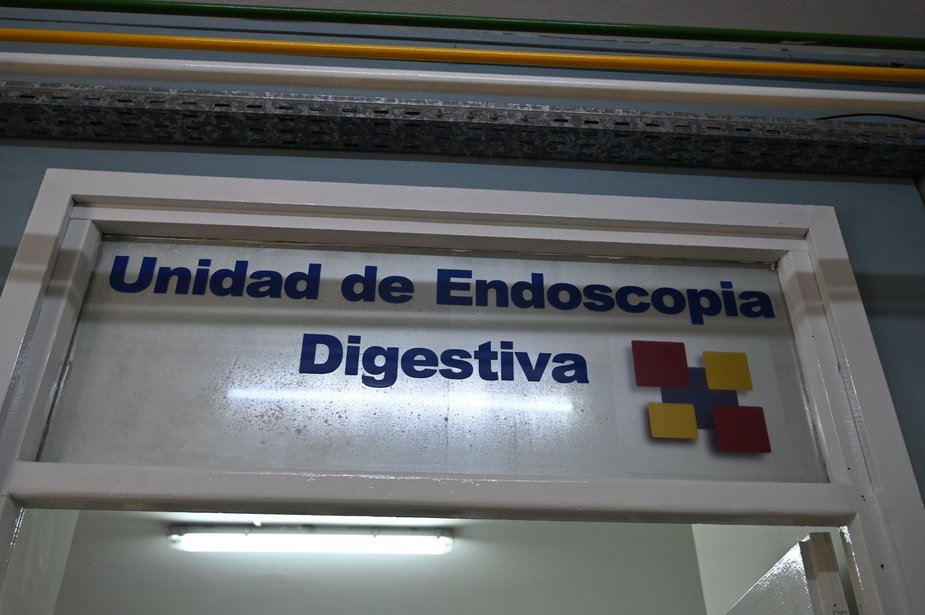 Unidad de Endoscopia
Digestiva